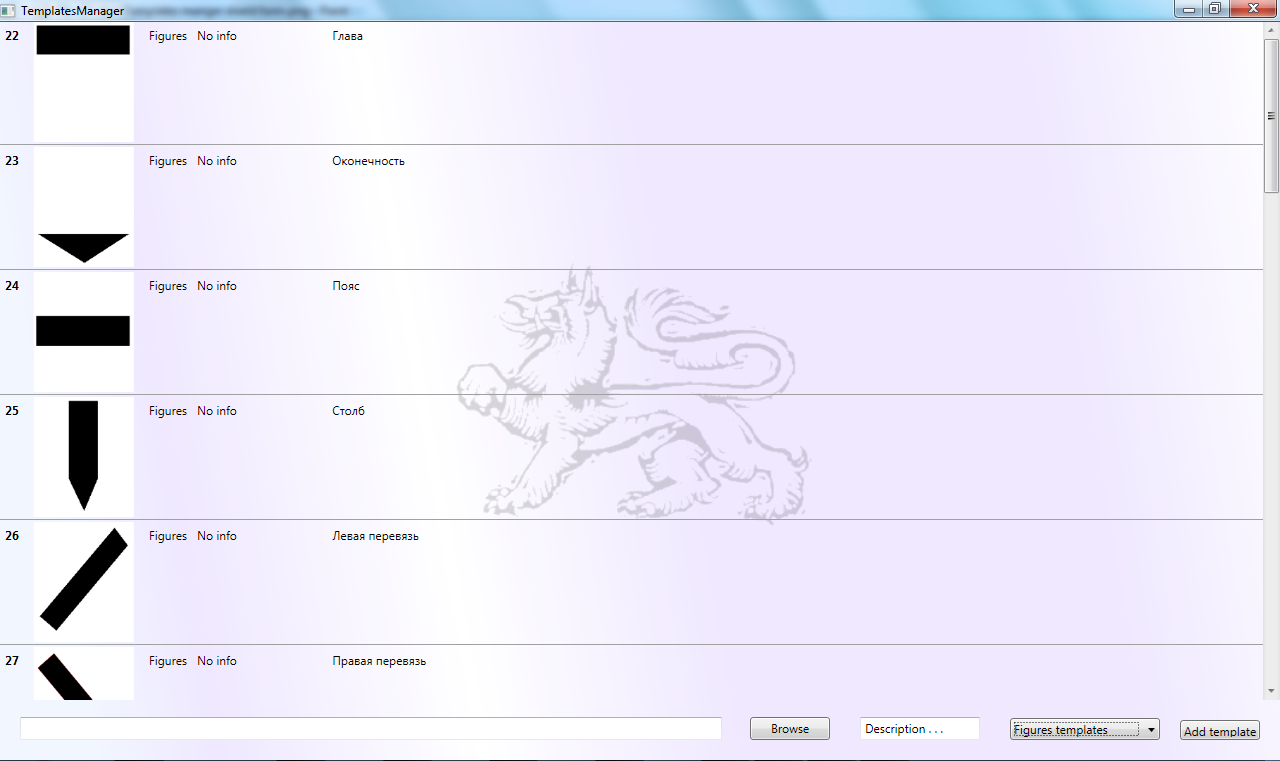 TemplatesManager
22 Figures No info Глава
23 Figures No info Оконечность
24 Figures No info Пояс
25 Figures No info Столб
26 Figures No info Левая перевязь
27 Figures No info Правая перевязь
Browse Description . . . Figures templates Add template